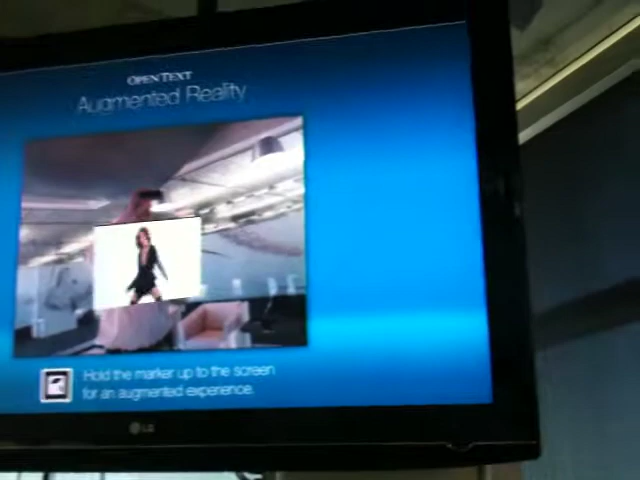 OPEN TEXT
Augmented Reality
Hold the marker up to the screen
for an augmented experience.
LG